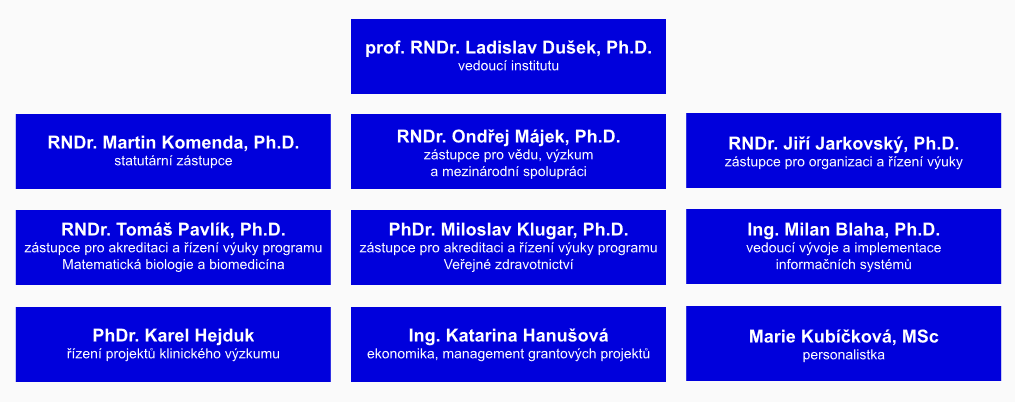 prof. RNDr. Ladislav Dušek, Ph.D.
vedoucí institutu
RNDr. Martin Komenda, Ph.D.
statutární zástupce
RNDr. Ondřej Májek, Ph.D.
zástupce pro vědu, výzkum
a mezinárodní spolupráci
RNDr. Jiří Jarkovský, Ph.D.
zástupce pro organizaci a řízení výuky
RNDr. Tomáš Pavlík, Ph.D.
zástupce pro akreditaci a řízení výuky programu
Matematická biologie a biomedicína
PhDr. Miloslav Klugar, Ph.D.
zástupce pro akreditaci a řízení výuky programu
Veřejné zdravotnictví
Ing. Milan Blaha, Ph.D.
vedoucí vývoje a implementace
informačních systémů
PhDr. Karel Hejduk
řízení projektů klinického výzkumu
Ing. Katarina Hanušová
ekonomika, management grantových projektů
Marie Kubíčková, MSc
personalistka